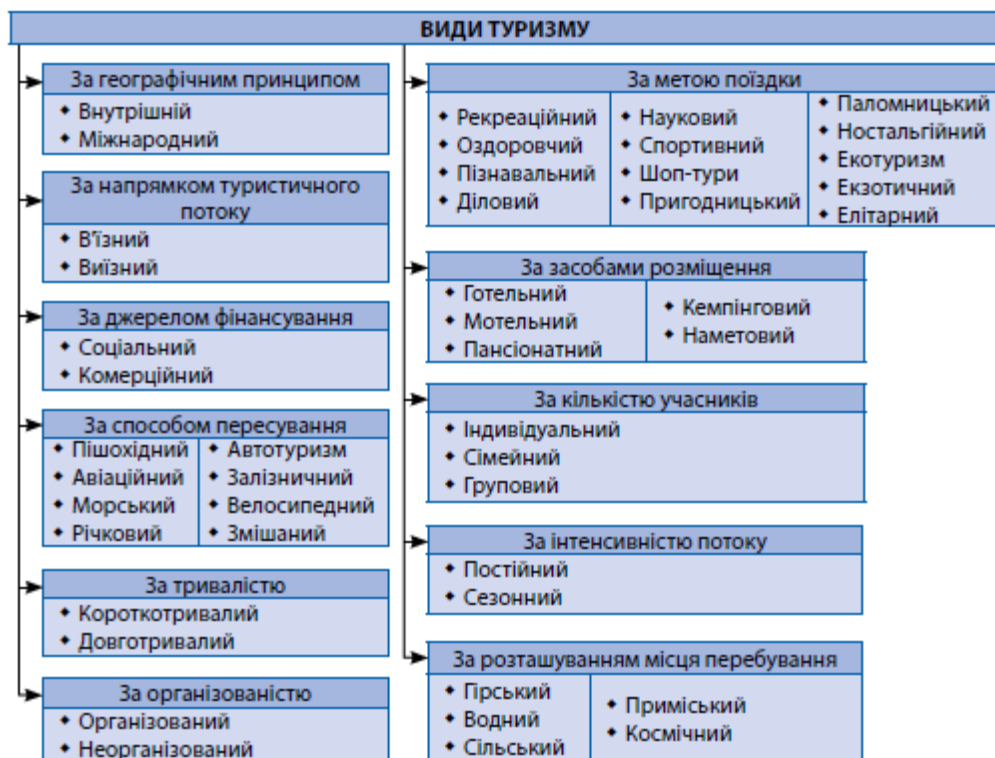 ВИДИ ТУРИЗМУ
За географічним принципом
Внутрішній
Міжнародний
За напрямком туристичного
потоку
В'їзний
Виїзний
За джерелом фінансування
Соціальний
Комерційний
За способом пересування
Пішохідний
Авіаційний
Морський
Річковий
Автотуризм
Залізничний
Велосипедний
Змішаний
За тривалістю
Короткотривалий
Довготривалий
За організованістю
Організований
Неорганізований
За метою поїздки
Рекреаційний
Оздоровчий
Пізнавальний
Діловий
Науковий
Спортивний
Шоп-тури
Пригодницький
Паломницький
Ностальгійний
Екотуризм
Екзотичний
Елітарний
За засобами розміщення
Готельний
Мотельний
Пансіонатний
Кемпінговий
Наметовий
За кількістю учасників
Індивідуальний
Сімейний
Груповий
За інтенсивністю потоку
Постійний
Сезонний
За розташуванням місця перебування
Гірський
Водний
Сільський
Приміський
Космічний